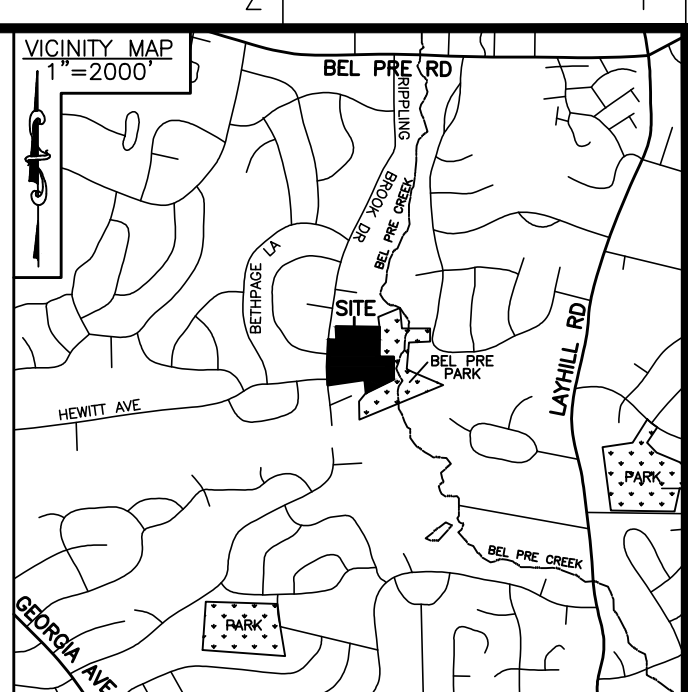 VICINITY MAP
1"=2000'
BEL PRE RD
RIPPLING
BROOK DR
BEL PRE CREEK
BETHPAGE LA
SITE
LAYHILL RD
BEL PRE
PARK
HEWITT AVE
PARK
BEL PRE CREEK
GEORGIA AVE
PARK